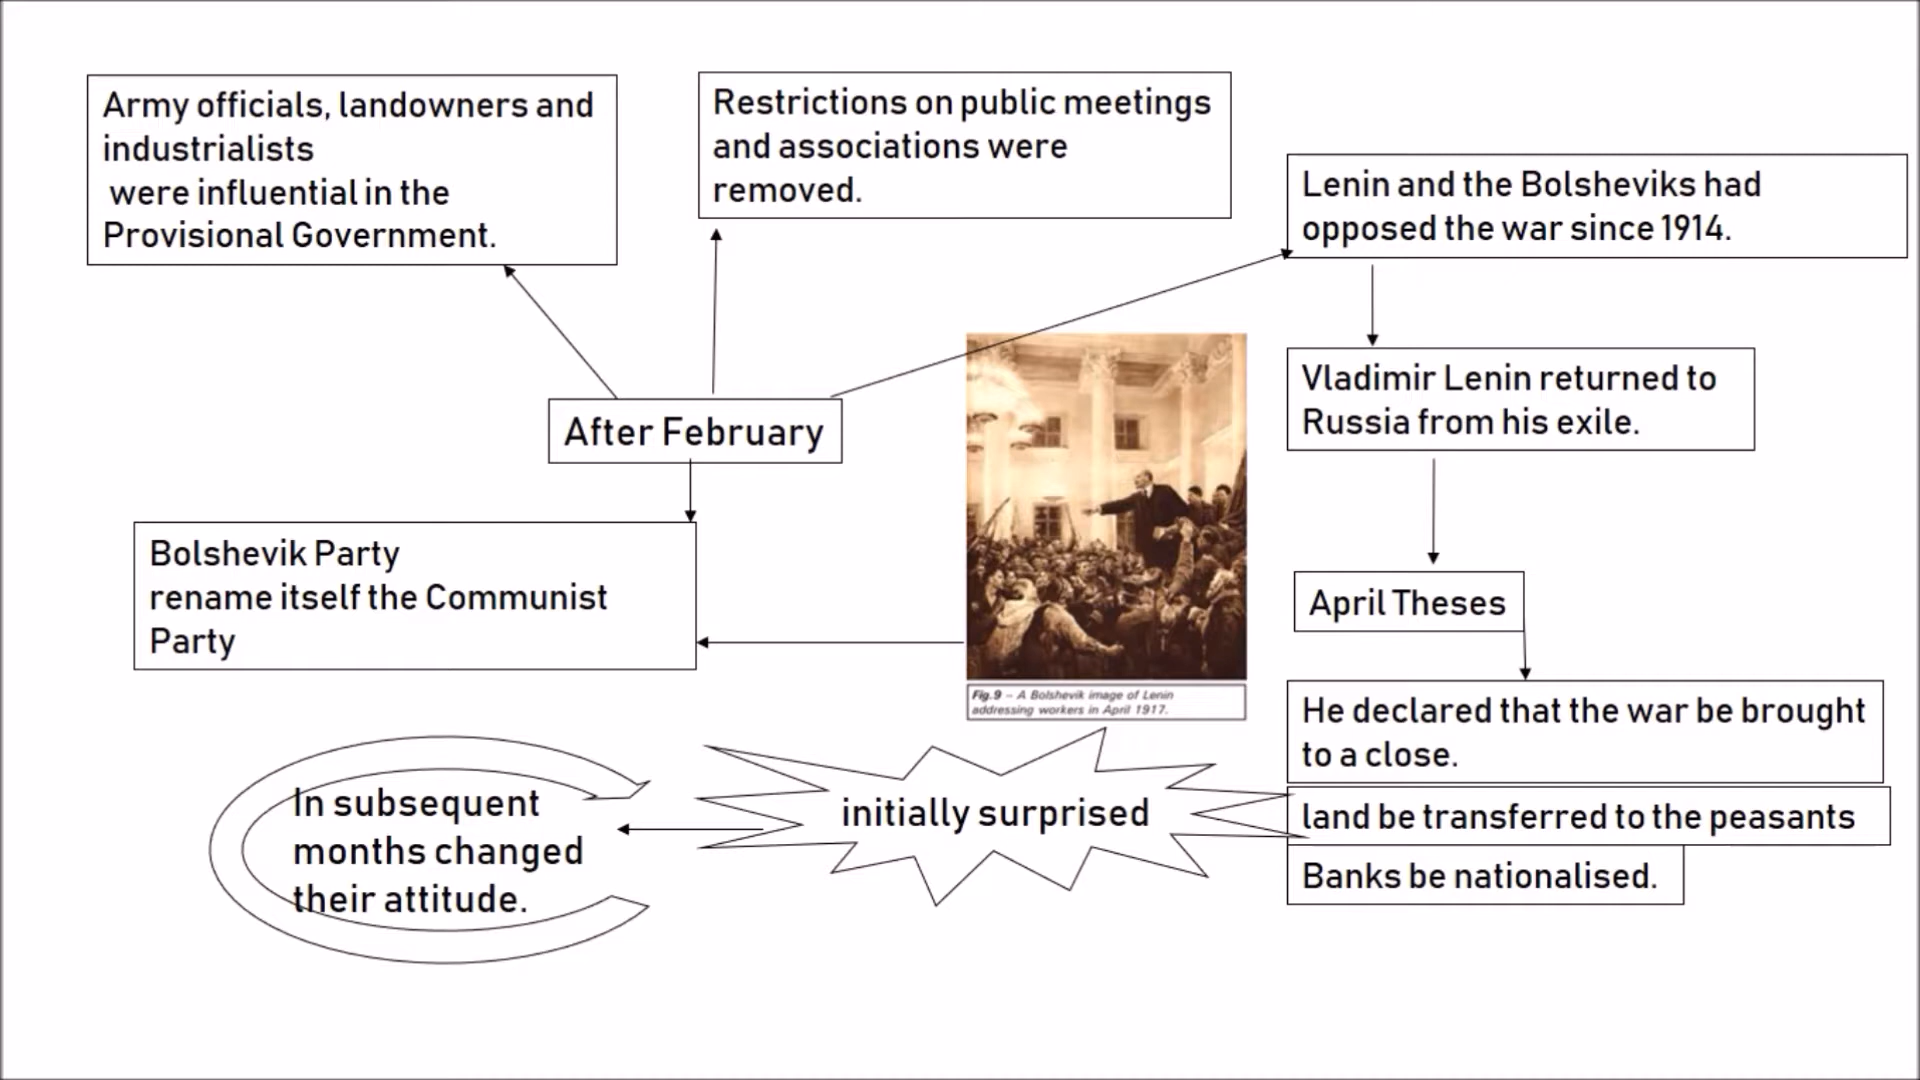 Army officials, landowners and
industrialists
were influential in the
Provisional Government.
Restrictions on public meetings
and associations were
removed.
Lenin and the Bolsheviks had
opposed the war since 1914.
Vladimir Lenin returned to
Russia from his exile.
After February
Bolshevik Party
rename itself the Communist
Party
April Theses
Fig.9 – A Bolshevik image of Lenin
addressing workers in April 1917.
He declared that the war be brought
to a close.
land be transferred to the peasants
Banks be nationalised.
initially surprised
In subsequent
months changed
their attitude.